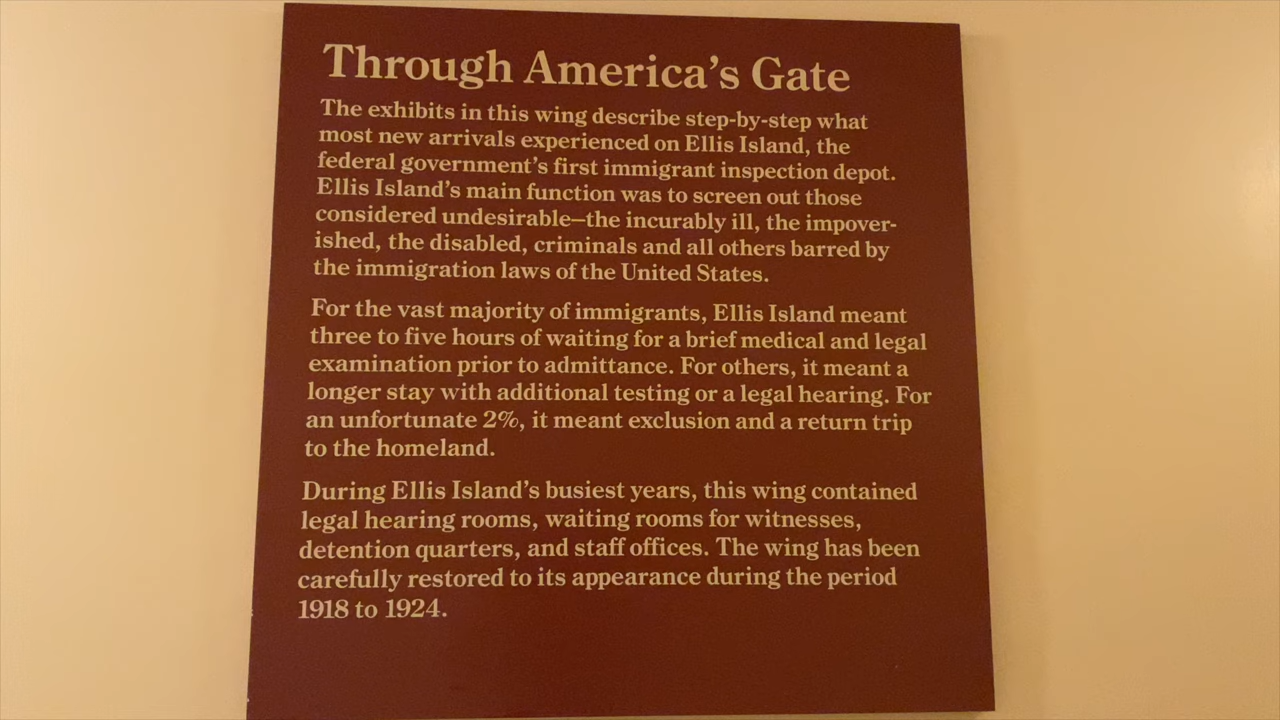 Through America's Gate
The exhibits in this wing describe step-by-step what
most new arrivals experienced on Ellis Island, the
federal government's first immigrant inspection depot.
Ellis Island's main function was to screen out those
considered undesirable—the incurably ill, the impover-
ished, the disabled, criminals and all others barred by
the immigration laws of the United States.
For the vast majority of immigrants, Ellis Island meant
three to five hours of waiting for a brief medical and legal
examination prior to admittance. For others, it meant a
longer stay with additional testing or a legal hearing. For
an unfortunate 2%, it meant exclusion and a return trip
to the homeland.
During Ellis Island's busiest years, this wing contained
legal hearing rooms, waiting rooms for witnesses,
detention quarters, and staff offices. The wing has been
carefully restored to its appearance during the period
1918 to 1924.